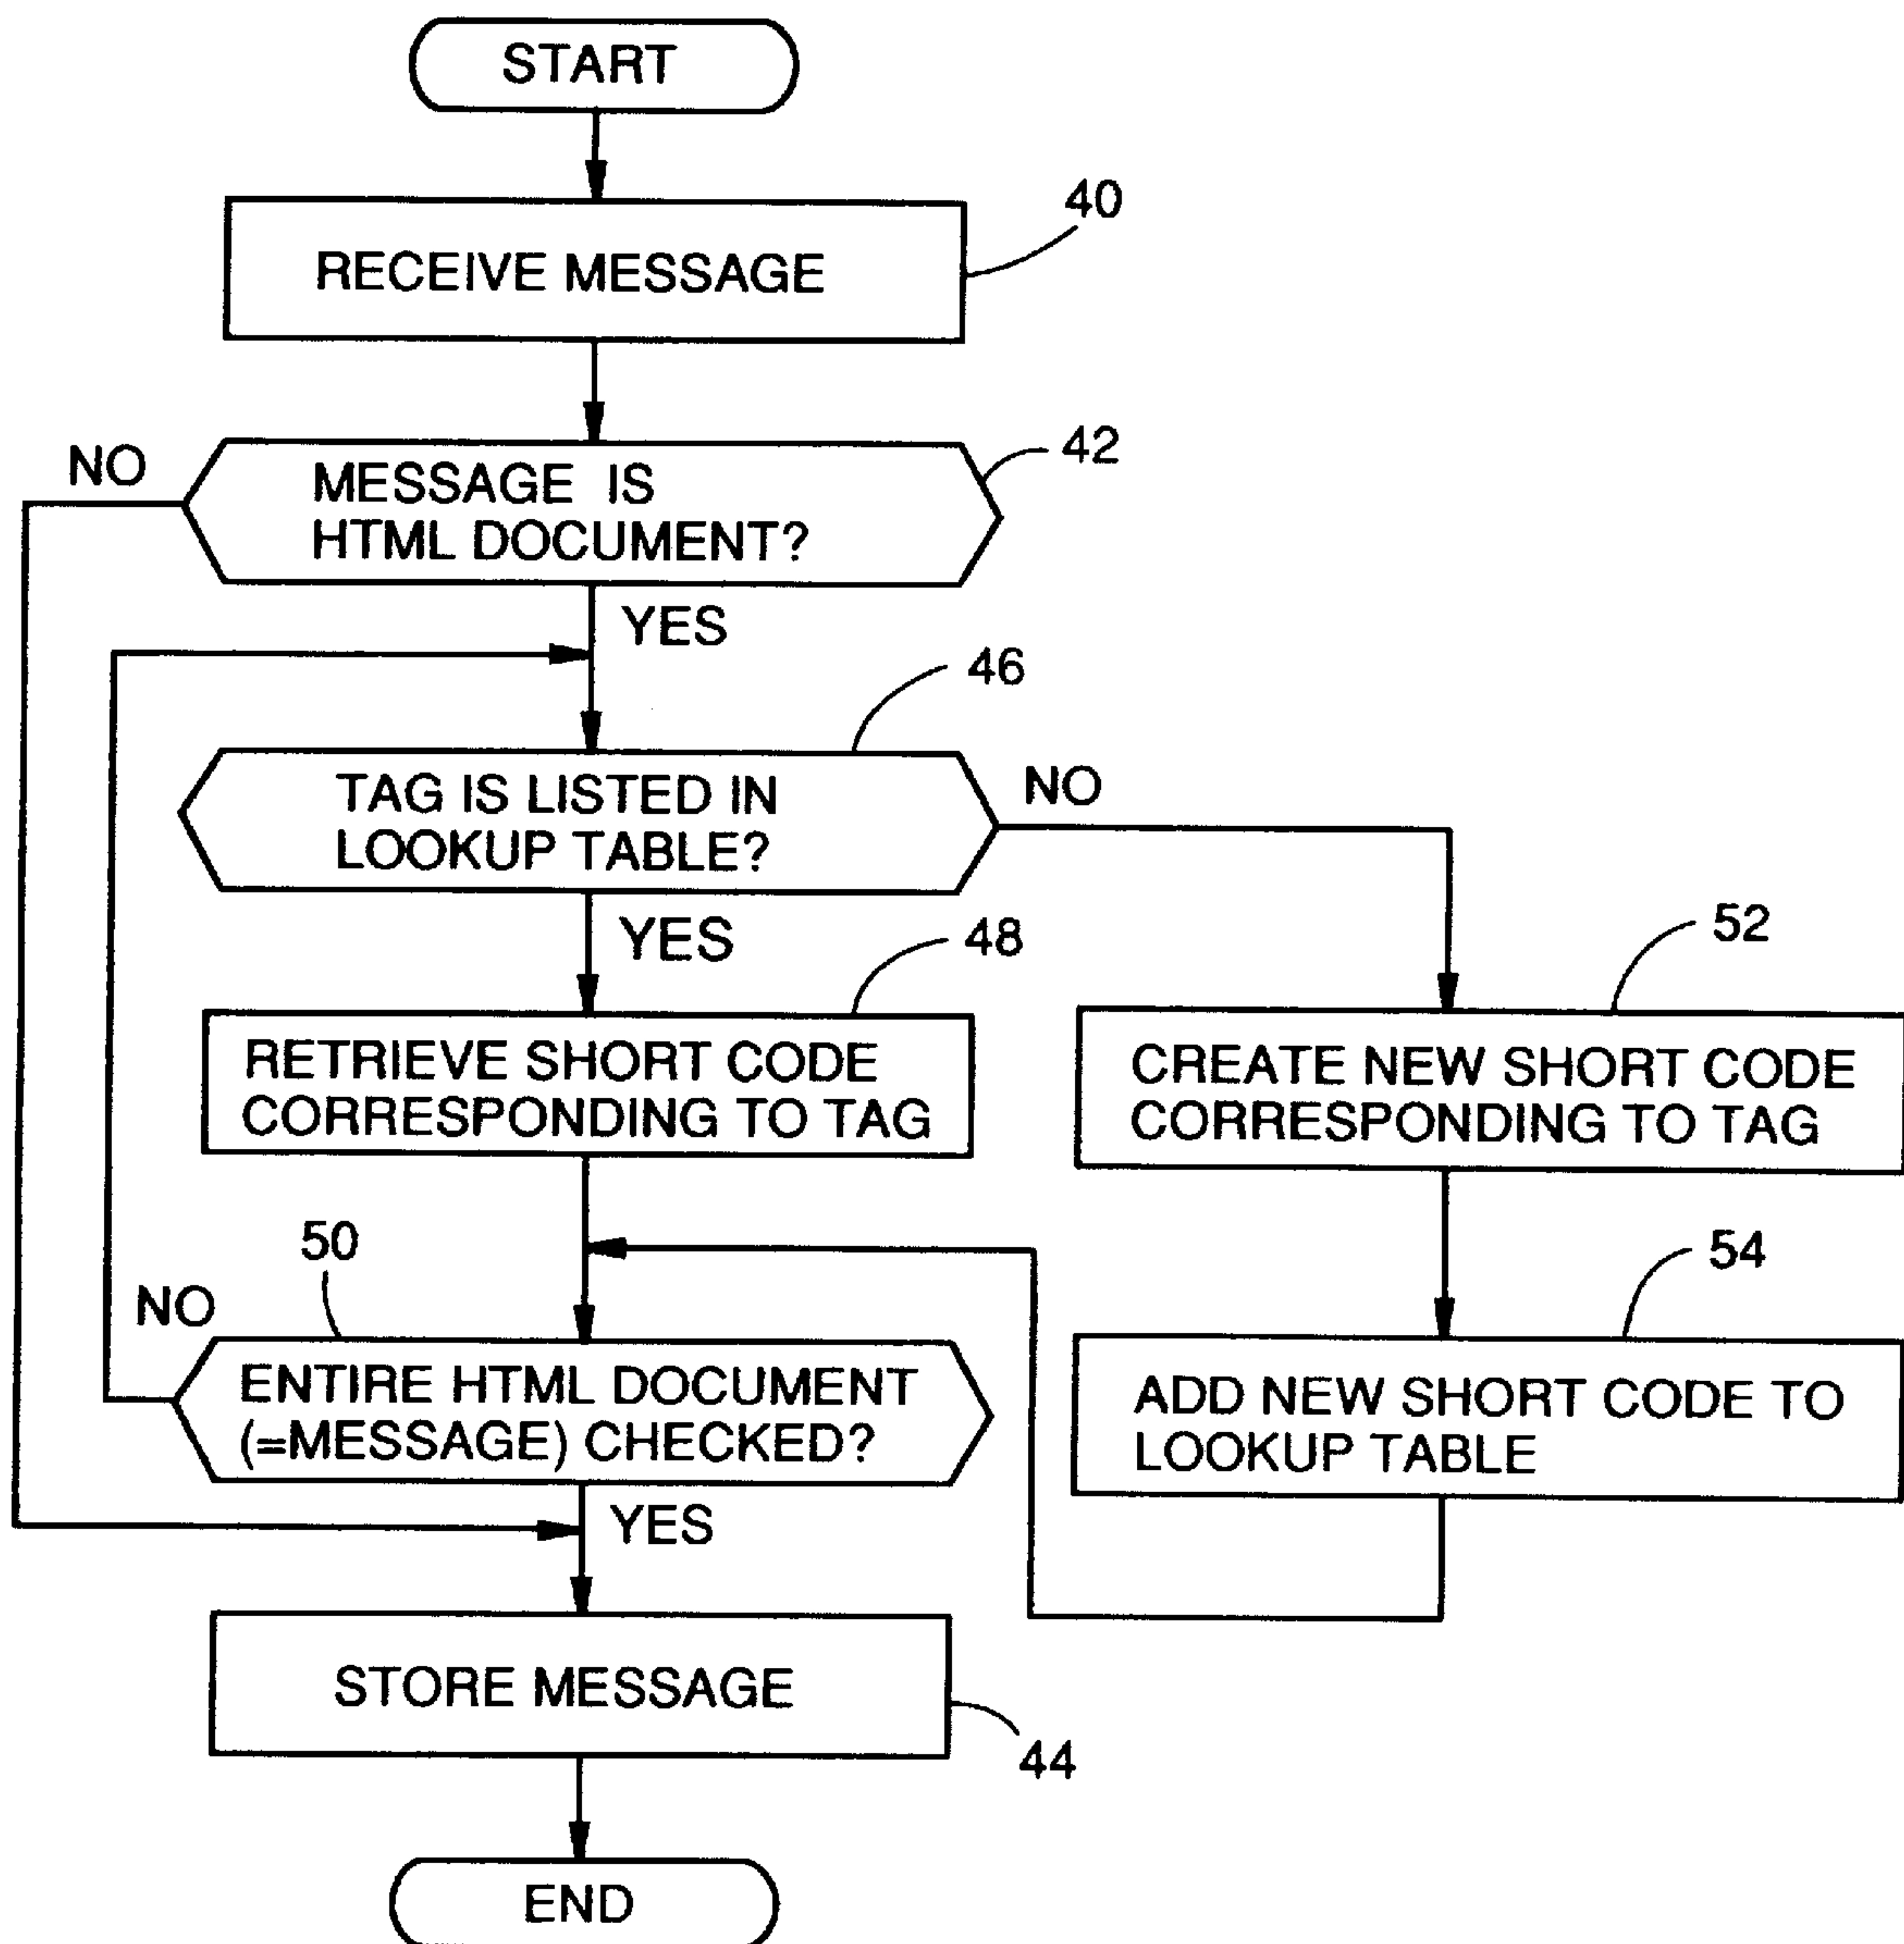 START
RECEIVE MESSAGE
40
NO
MESSAGE IS
HTML DOCUMENT?
42
YES
46
TAG IS LISTED IN
LOOKUP TABLE?
NO
YES
48
52
RETRIEVE SHORT CODE
CORRESPONDING TO TAG
CREATE NEW SHORT CODE
CORRESPONDING TO TAG
50
54
NO
ENTIRE HTML DOCUMENT
(=MESSAGE) CHECKED?
ADD NEW SHORT CODE TO
LOOKUP TABLE
YES
STORE MESSAGE
44
END